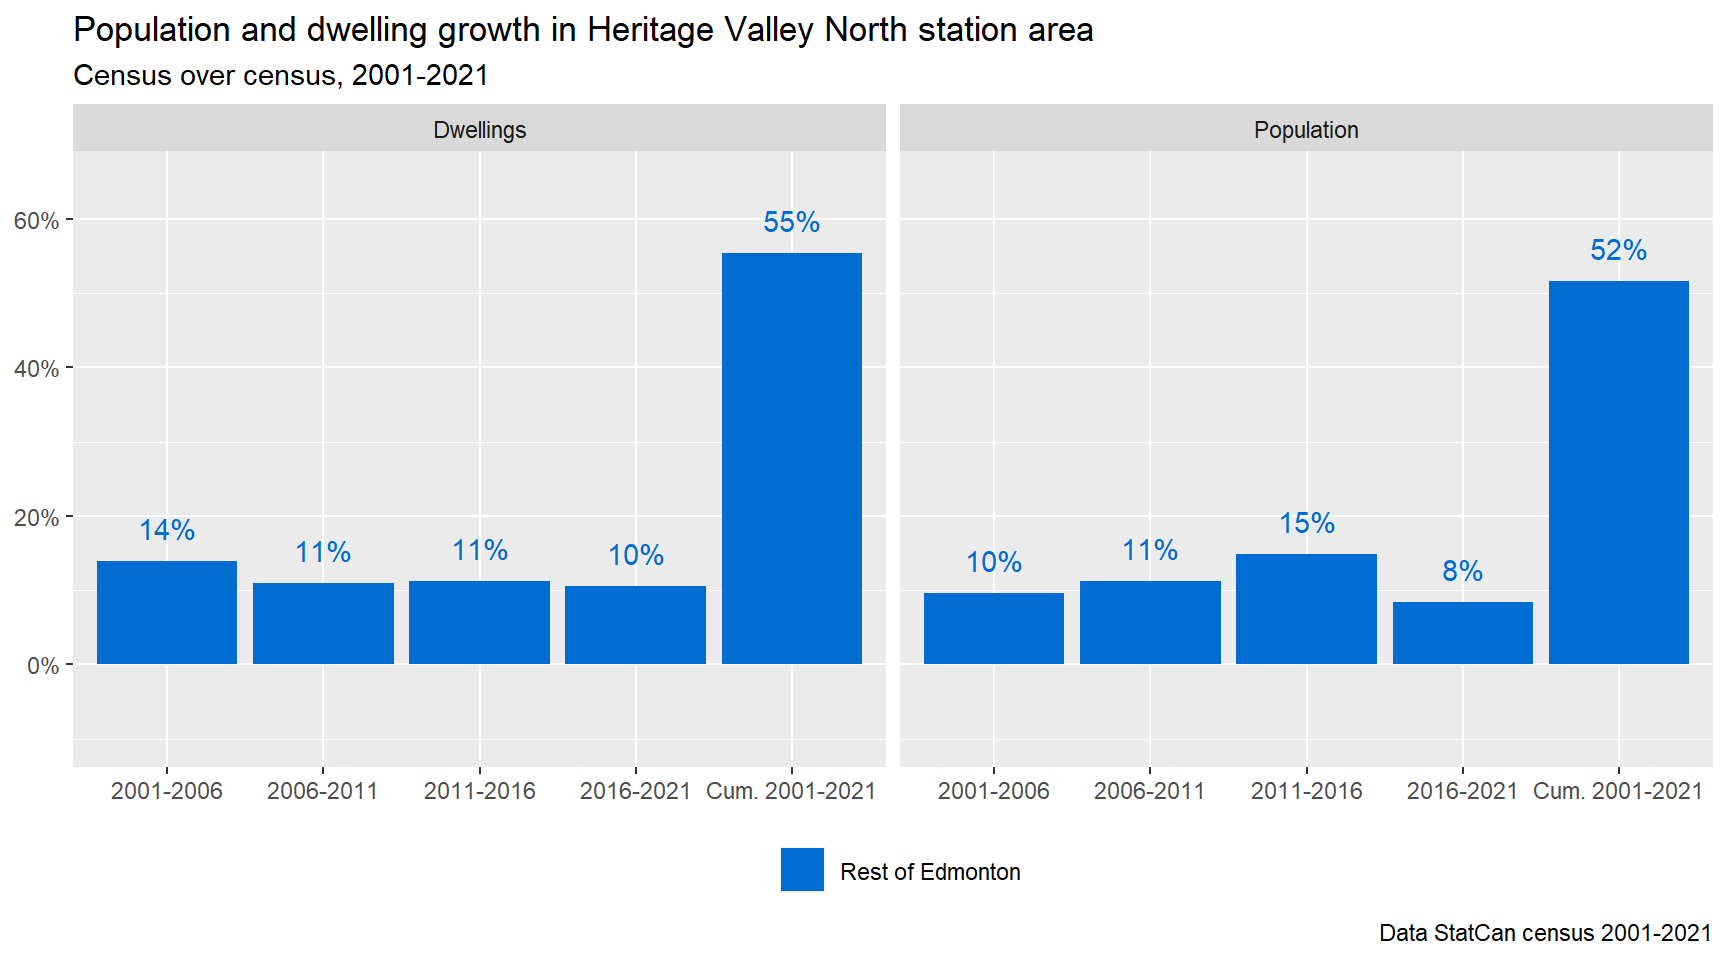 Population and dwelling growth in Heritage Valley North station area
Census over census, 2001-2021
Dwellings
Population
60%
40%
20%
0%
14%
11%
11%
10%
55%
10%
11%
15%
8%
52%
2001-2006
2006-2011
2011-2016
2016-2021
Cum. 2001-2021
2001-2006
2006-2011
2011-2016
2016-2021
Cum. 2001-2021
Rest of Edmonton
Data StatCan census 2001-2021